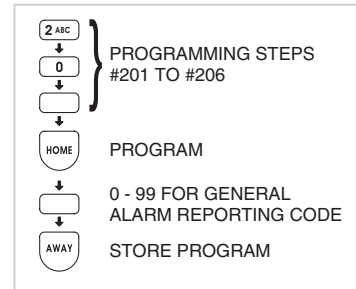 2 ABC
PROGRAMMING STEPS
0
#201 TO #206
HOME
PROGRAM
0 - 99 FOR GENERAL
ALARM REPORTING CODE
AWAY
STORE PROGRAM